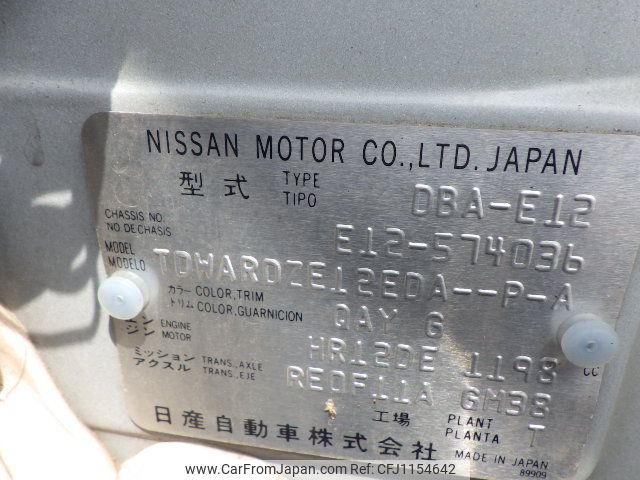 NISSAN MOTOR CO.,LTD. JAPAN
型式 TYPE TIPO DBA-E12
CHASSIS NO. NO DE CHASIS E12-574036
MODEL MODELO TDWARDZE12EDA--P-A
カラー COLOR,TRIM
トリム COLOR,GUARNICION QAY G
エンジン ENGINE MOTOR HR12DE 1198 CC
ミッション TRANS.,AXLE
アクスル TRANS.,EJE RE0F11A GM38
工場 PLANT PLANTA T
日産自動車株式会社 MADE IN JAPAN
89909
www.CarFromJapan.com - Ref No. CFJ1154642